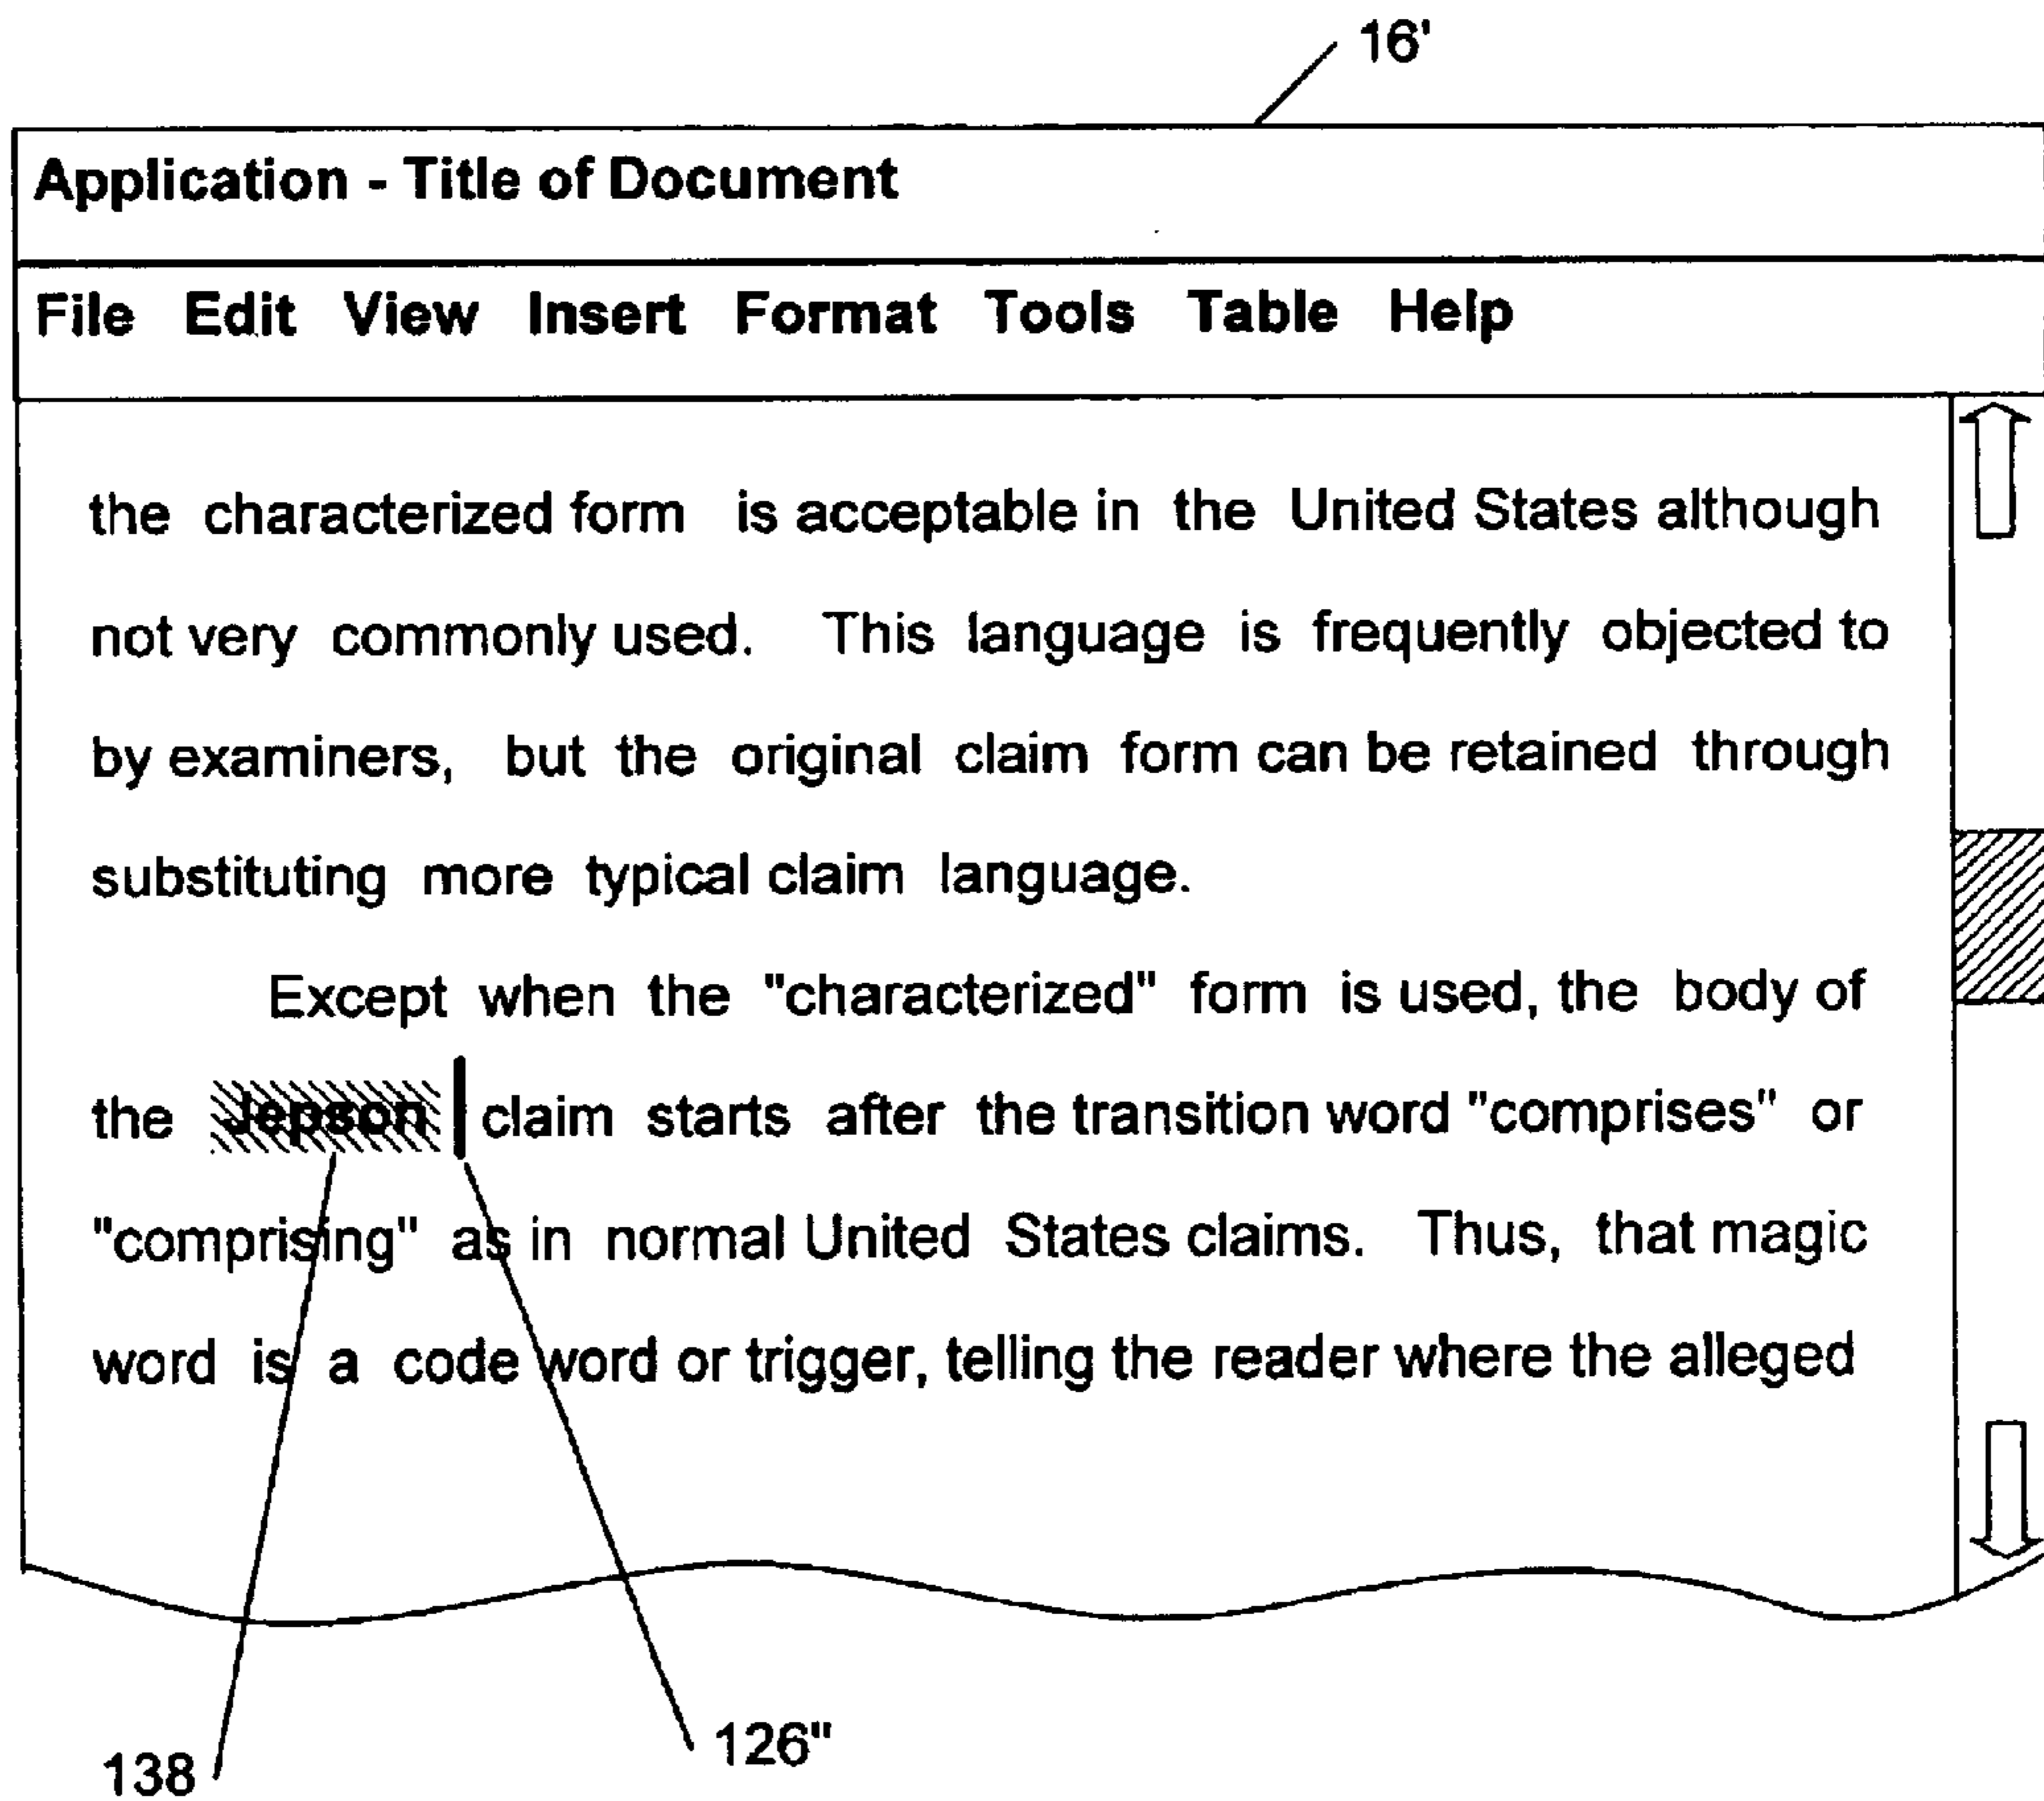 16'
Application - Title of Document
File Edit View Insert Format Tools Table Help
the characterized form is acceptable in the United States although
not very commonly used. This language is frequently objected to
by examiners, but the original claim form can be retained through
substituting more typical claim language.
Except when the "characterized" form is used, the body of
the Jepson claim starts after the transition word "comprises" or
"comprising" as in normal United States claims. Thus, that magic
word is a code word or trigger, telling the reader where the alleged
126"
138